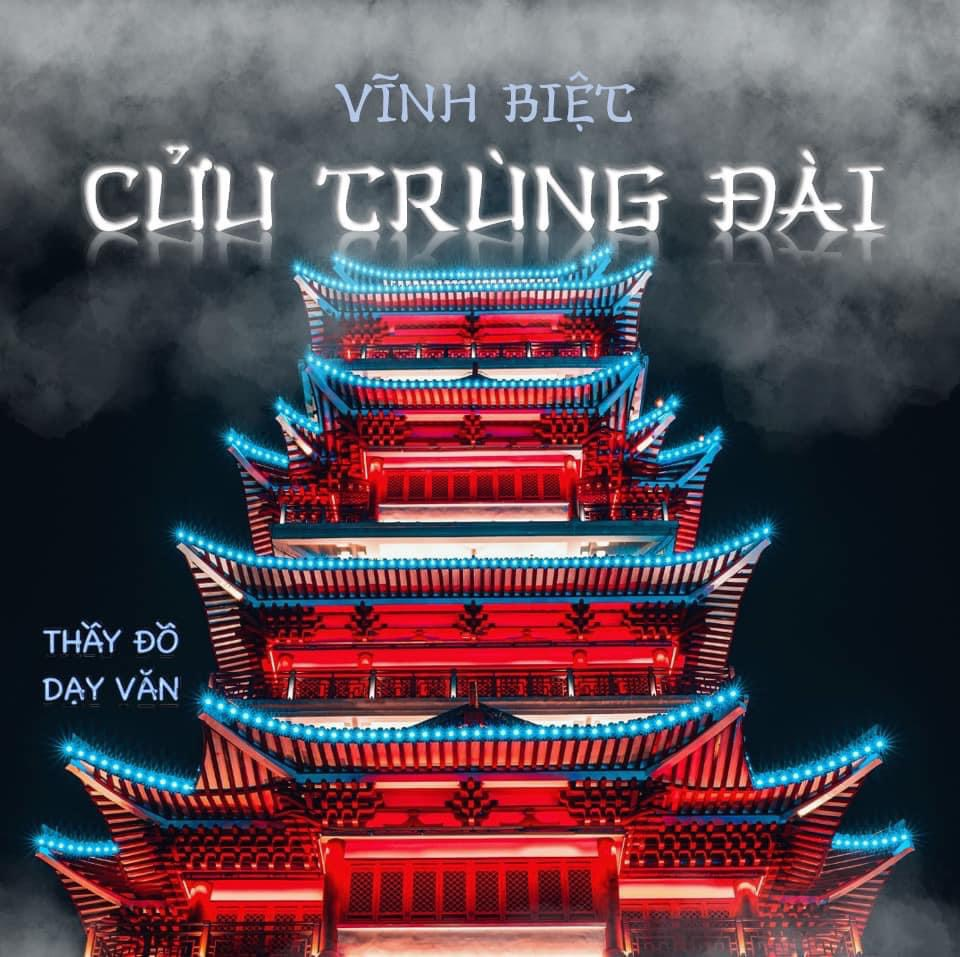 VĨNH BIỆT
CỬU TRÙNG ĐÀI
THẦY ĐỒ
DẠY VĂN